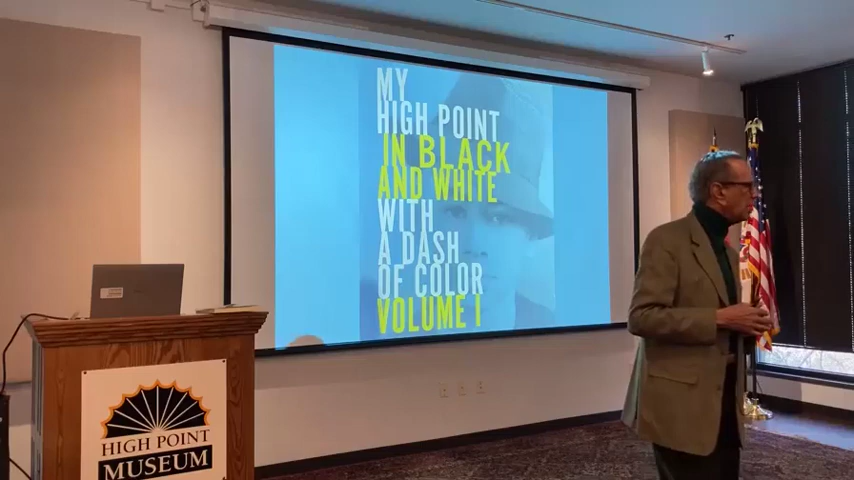 MY
HIGH POINT
IN BLACK
AND WHITE
WITH
A DASH
OF COLOR
VOLUME I
HIGH POINT
MUSEUM